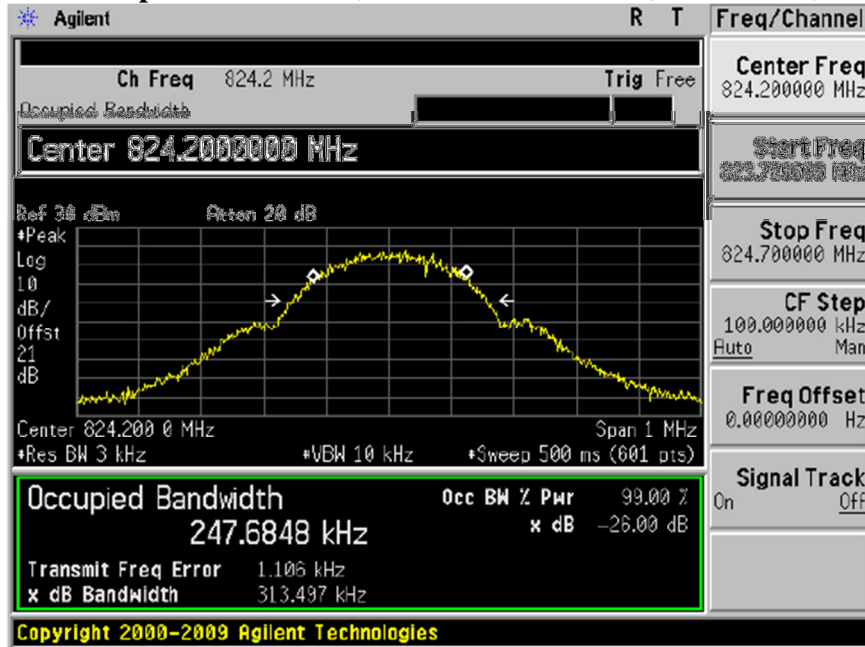 Agilent R T
Freq/Channel
Ch Freq 824.2 MHz Trig Free
Occupied Bandwidth
Center 824.2000000 MHz
Ref 30 dBm Atten 20 dB
#Peak
Log
10
dB/
Offst
21
dB
Center 824.200 0 MHz Span 1 MHz
#Res BW 3 kHz #VBW 10 kHz #Sweep 500 ms (601 pts)
Occupied Bandwidth
247.6848 kHz
Occ BW % Pwr 99.00 %
x dB -26.00 dB
Transmit Freq Error 1.106 kHz
x dB Bandwidth 313.497 kHz
Copyright 2000-2009 Agilent Technologies
Center Freq
824.200000 MHz
Start Freq
823.700000 MHz
Stop Freq
824.700000 MHz
CF Step
100.000000 kHz
Auto Man
Freq Offset
0.00000000 Hz
Signal Track
On Off